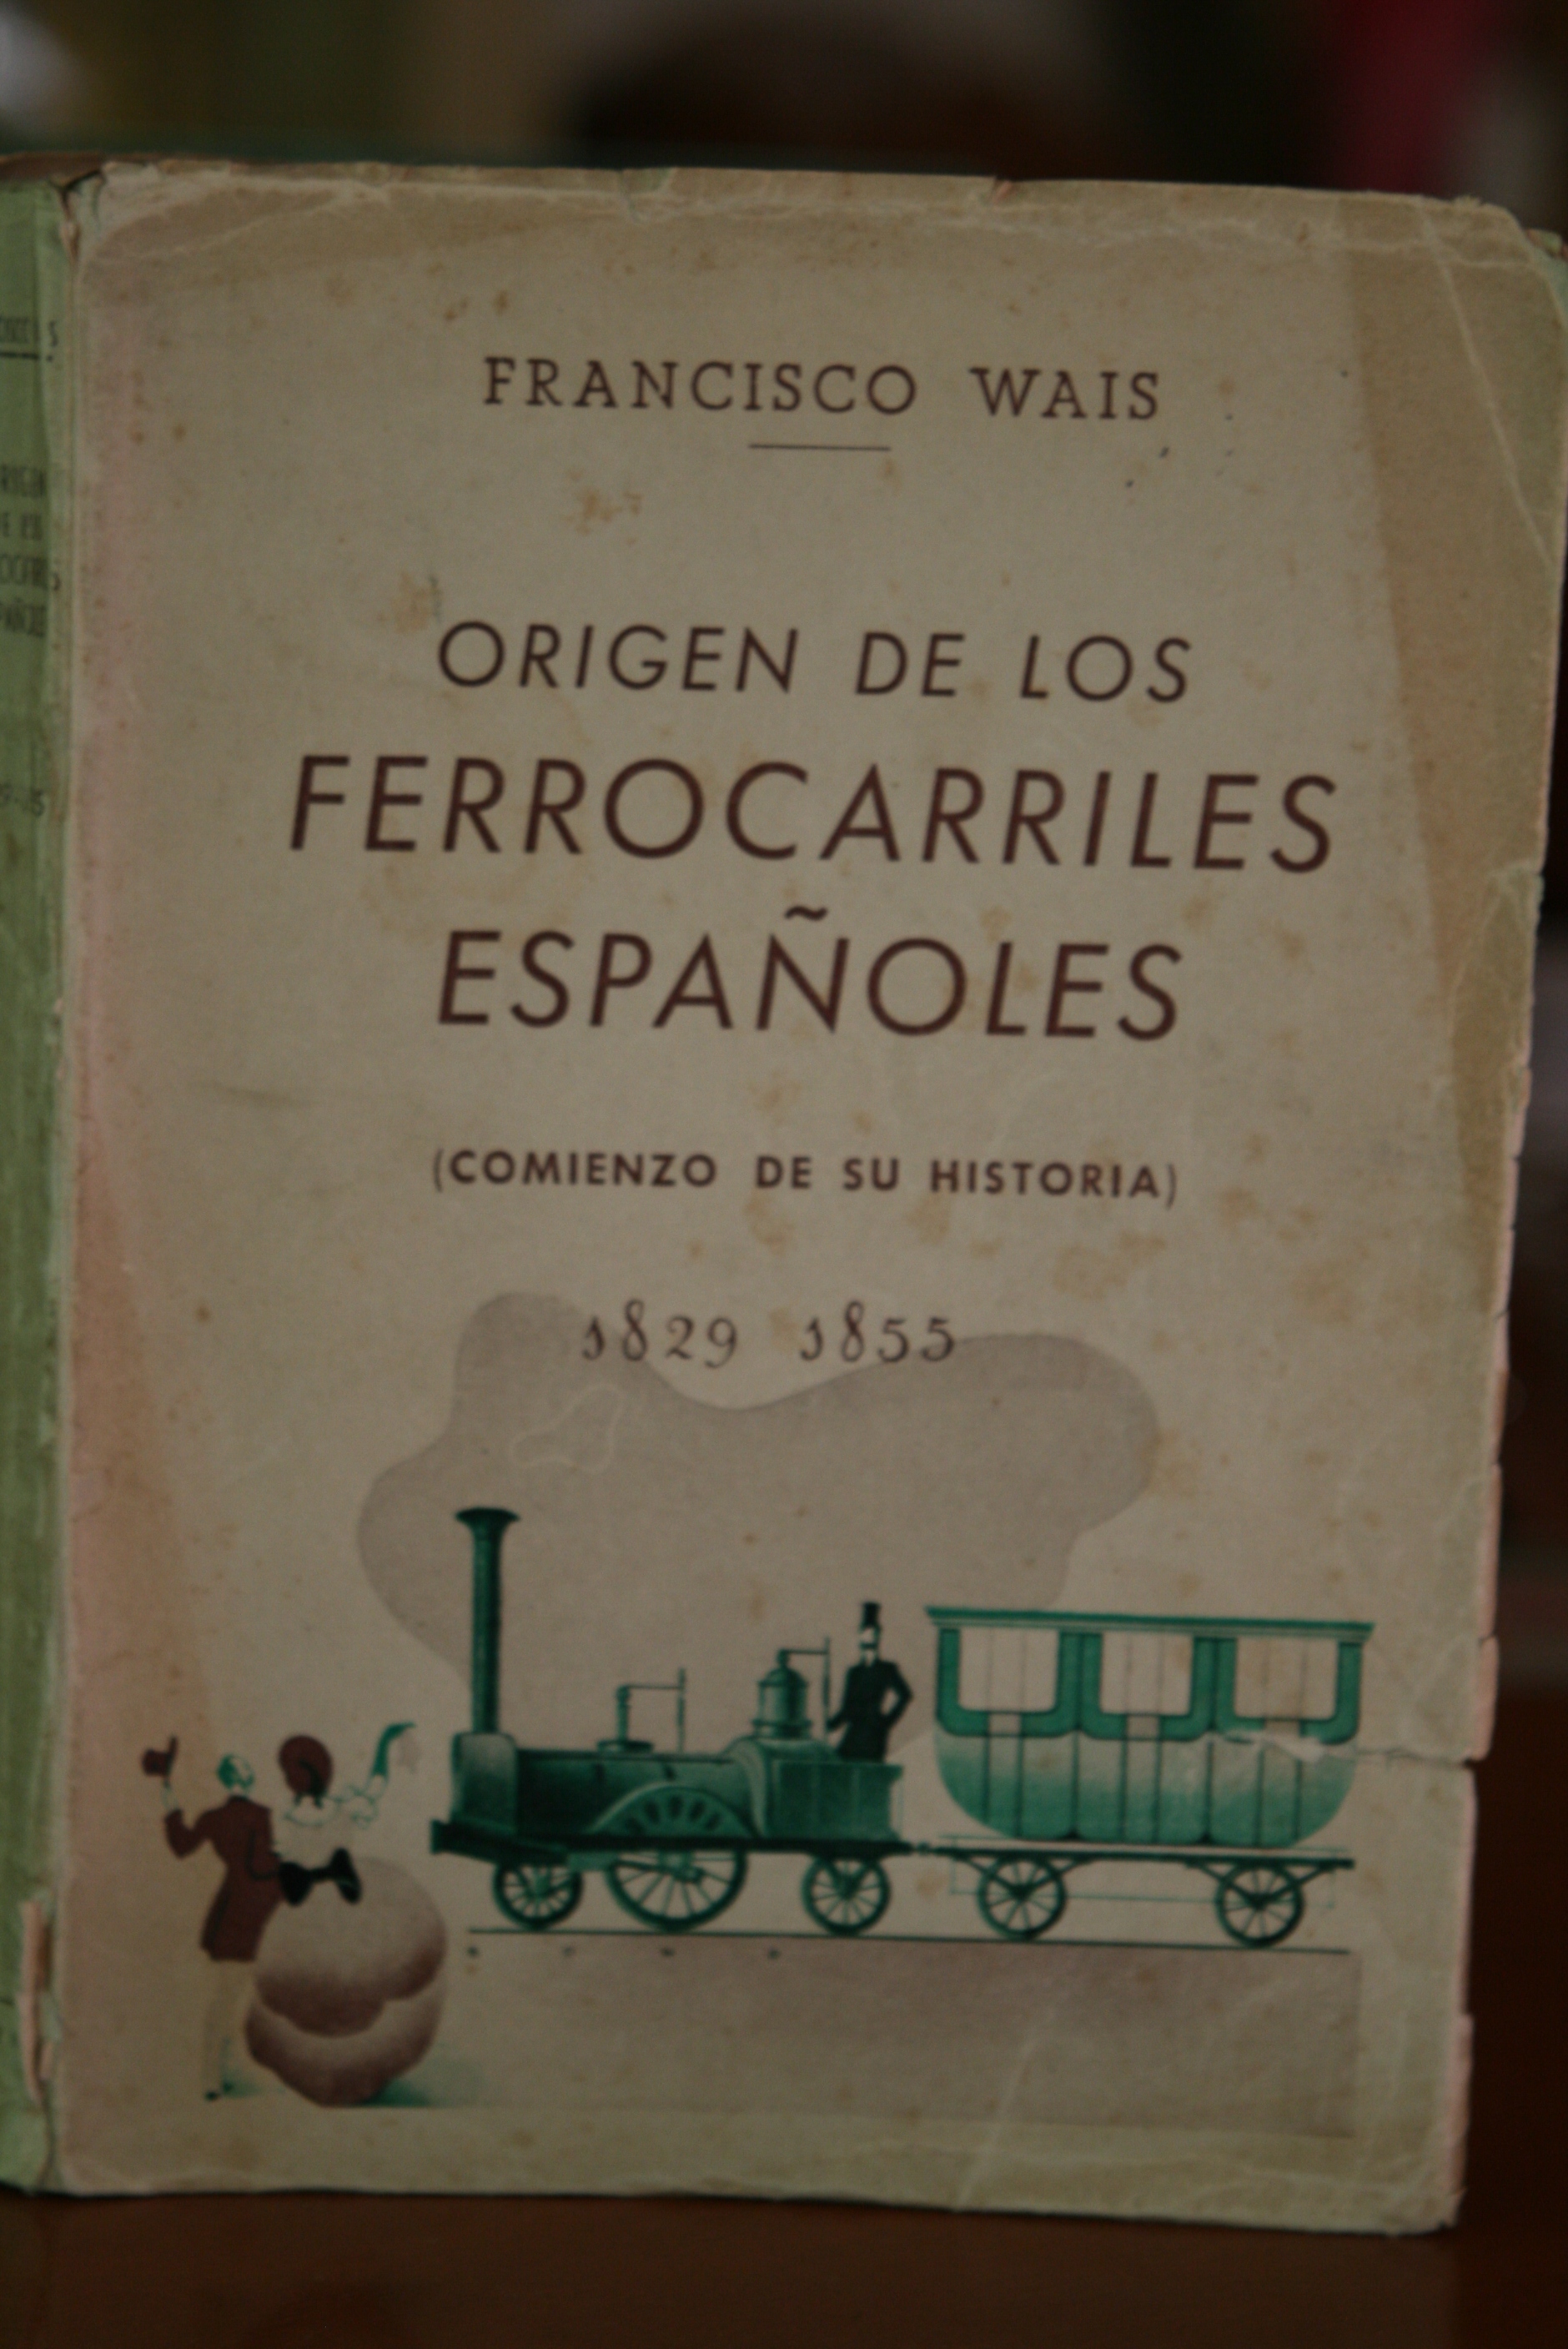 FRANCISCO WAIS
ORIGEN DE LOS
FERROCARRILES
ESPAÑOLES
(COMIENZO DE SU HISTORIA)
1829 1855